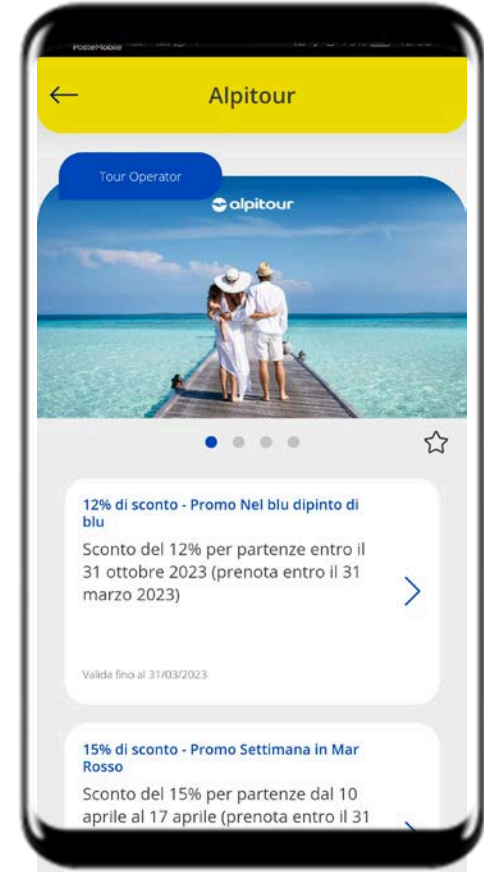 PosteMobile
Alpitour
Tour Operator
alpitour
12% di sconto - Promo Nel blu dipinto di
blu
Sconto del 12% per partenze entro il
31 ottobre 2023 (prenota entro il 31
marzo 2023)
Valida fino al 31/03/2023
15% di sconto - Promo Settimana in Mar
Rosso
Sconto del 15% per partenze dal 10
aprile al 17 aprile (prenota entro il 31